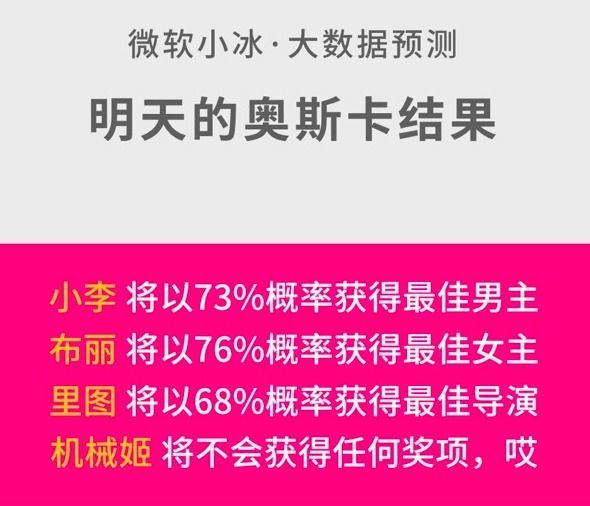 微软小冰·大数据预测
明天的奥斯卡结果
小李 将以73%概率获得最佳男主
布丽 将以76%概率获得最佳女主
里图 将以68%概率获得最佳导演
机械姬 将不会获得任何奖项，哎